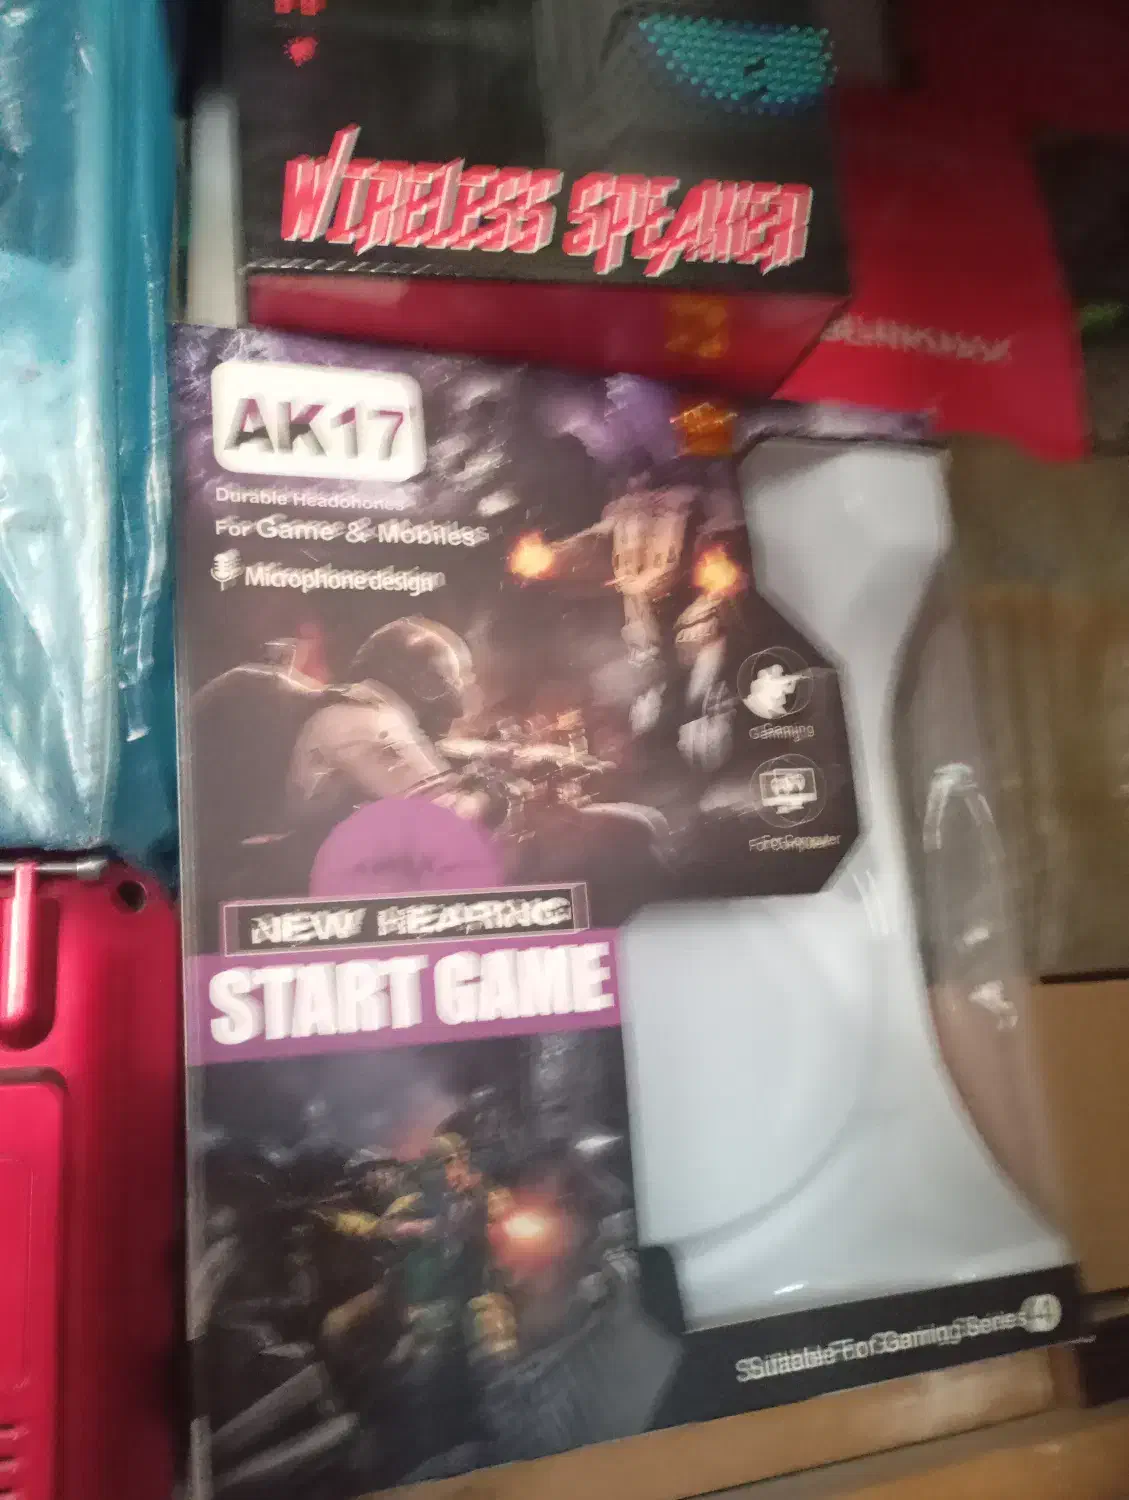 WIRELESS SPEAKER
AK17
Durable Headohones
For Game & Mobiles
Microphone design
Gaming
For Computer
NEW HEARING
START GAME
Suitable For Gaming Series